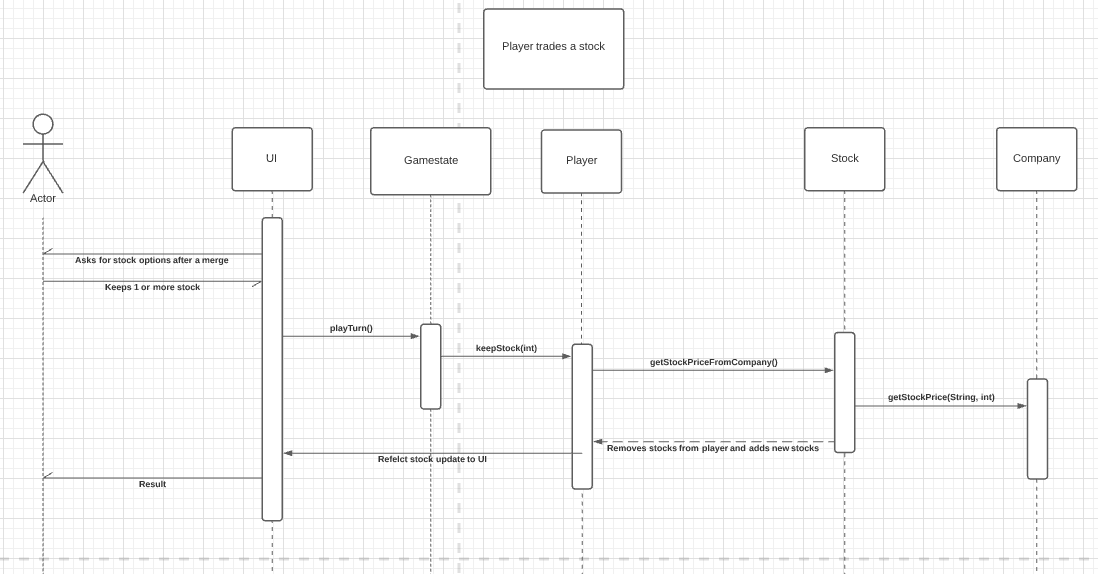 Player trades a stock
UI
Gamestate
Player
Stock
Company
Actor
Asks for stock options after a merge
Keeps 1 or more stock
playTurn()
keepStock(int)
getStockPriceFromCompany()
getStockPrice(String, int)
Removes stocks from player and adds new stocks
Refelct stock update to UI
Result